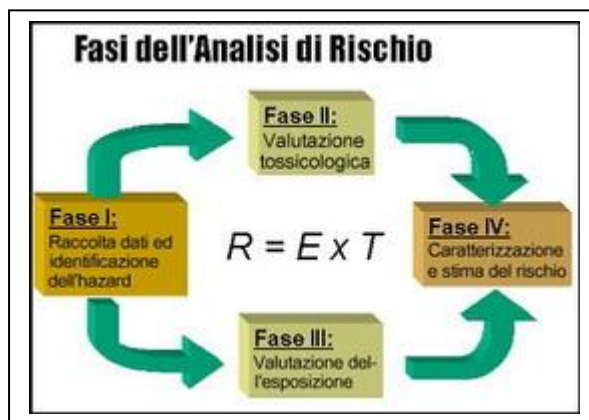 Fasi dell'Analisi di Rischio
Fase I:
Raccolta dati ed
identificazione
dell'hazard
Fase II:
Valutazione
tossicologica
R = E x T
Fase III:
Valutazione del-
l'esposizione
Fase IV:
Caratterizzazione
e stima del rischio